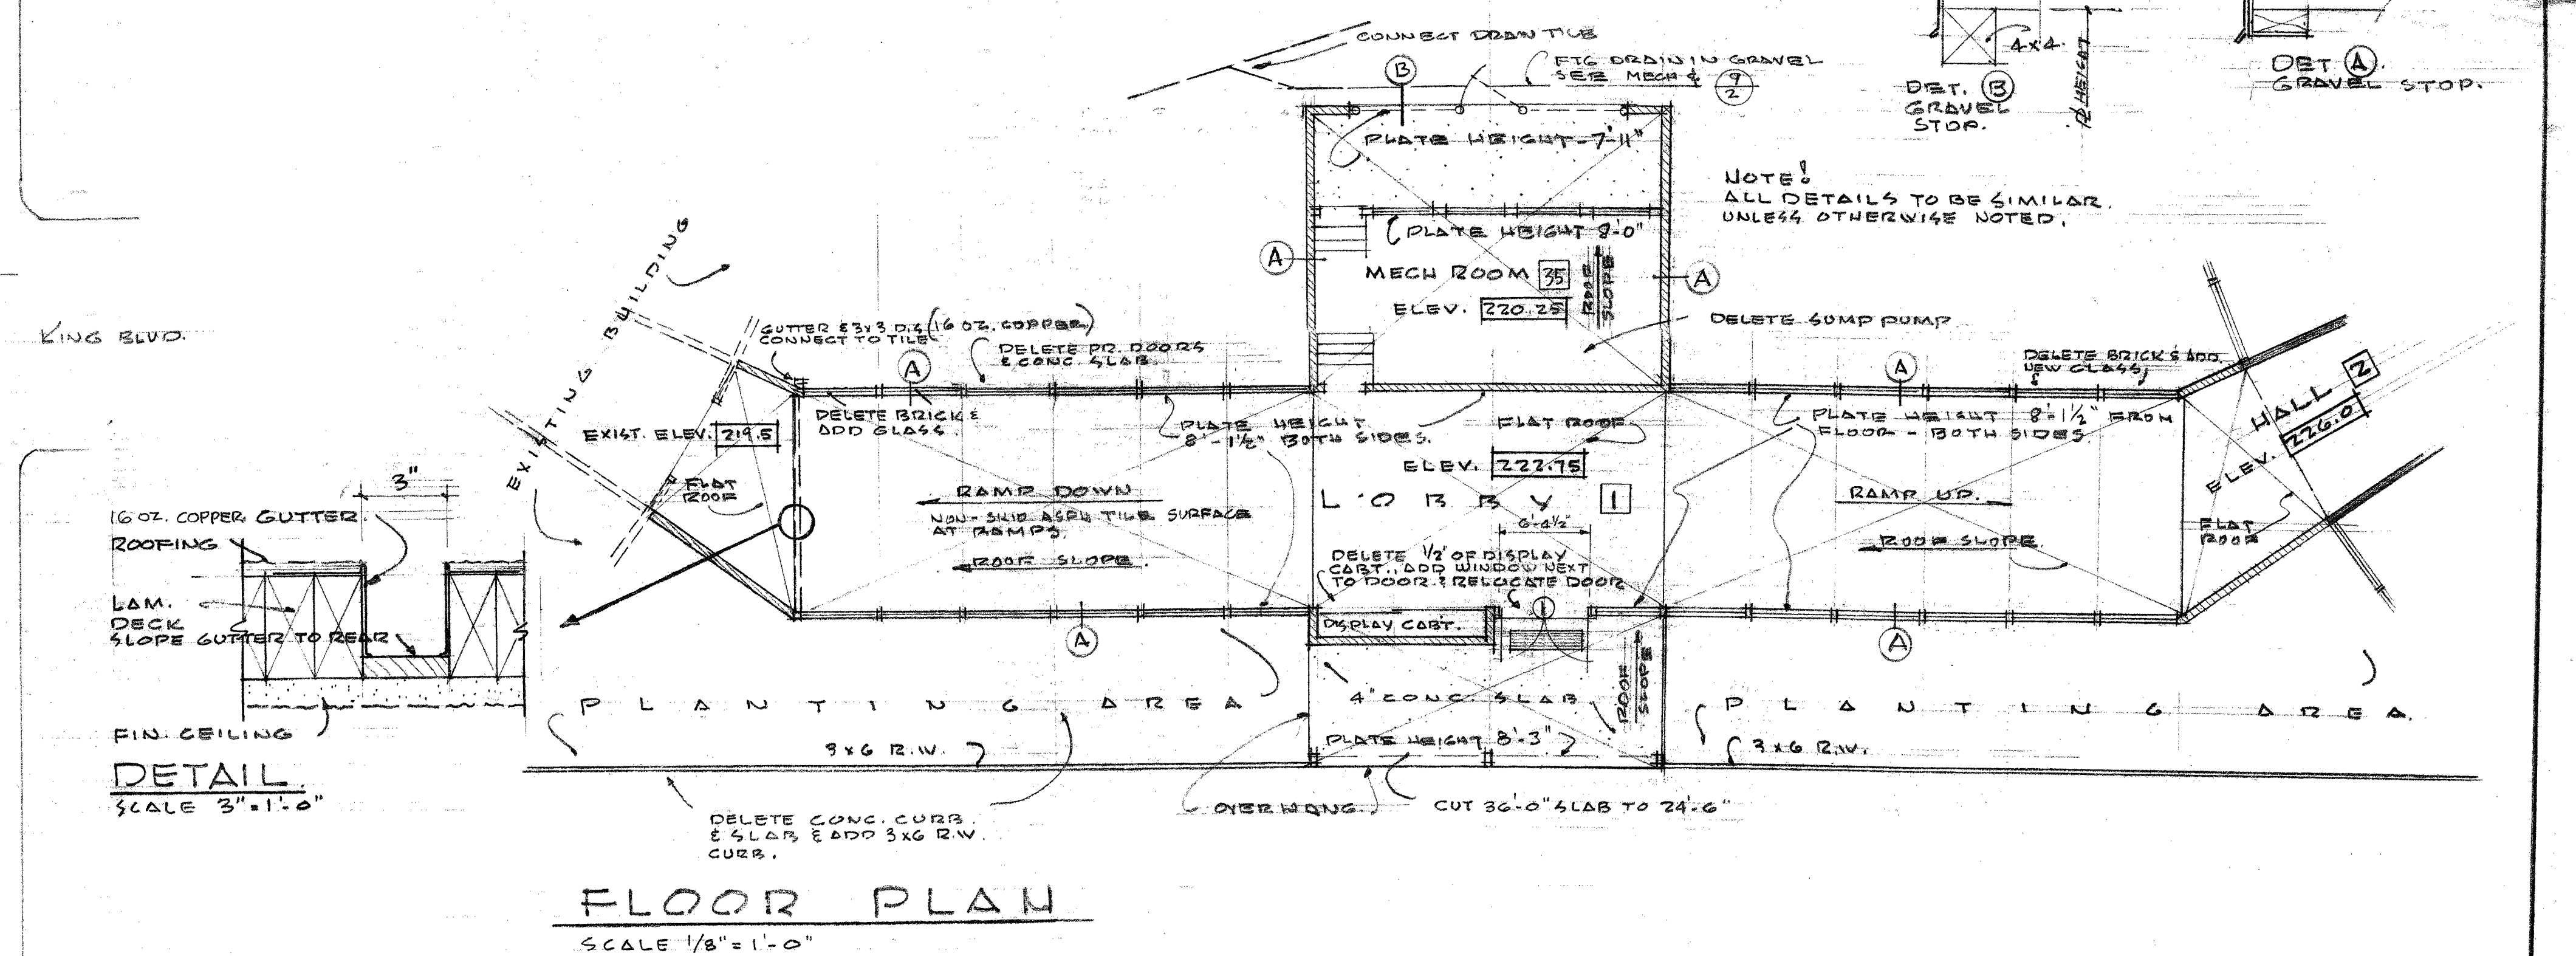 CONNECT DRAIN TILE
B
FTG DRAIN IN GRAVEL
SEE MECH & 9/2
4x4
PL HEIGHT
DET. B
GRAVEL
STOP.
DET A.
GRAVEL STOP.
PLATE HEIGHT-7'-11"
NOTE!
ALL DETAILS TO BE SIMILAR
UNLESS OTHERWISE NOTED.
PLATE HEIGHT 8'-0"
A
MECH ROOM 35
ELEV. 220.25
ROOF
SLOPE
A
DELETE SUMP PUMP
KING BLVD.
EXISTING BUILDING
GUTTER & 3x3 D.S. (16 OZ. COPPER)
CONNECT TO TILE
DELETE PR. DOORS
& CONC. SLAB
A
A
DELETE BRICK & ADD
NEW GLASS
HALL 2
ELEV. 226.0
EXIST. ELEV. 219.5
DELETE BRICK &
ADD GLASS
PLATE HEIGHT
8'-1½" BOTH SIDES.
FLAT ROOF
PLATE HEIGHT 8'-1½" FROM
FLOOR - BOTH SIDES
ELEV. 222.75
FLAT
ROOF
RAMP DOWN
NON-SKID ASPH TILE SURFACE
AT RAMPS
ROOF SLOPE
LOBBY 1
6'-4½"
RAMP UP.
ROOF SLOPE
FLAT
ROOF
DELETE 1/2 OF DISPLAY
CABT., ADD WINDOW NEXT
TO DOOR & RELOCATE DOOR
DISPLAY CABT.
1
A
A
3"
16 OZ. COPPER GUTTER
ROOFING
LAM.
DECK
SLOPE GUTTER TO REAR
FIN. CEILING
DETAIL
SCALE 3"=1'-0"
PLANTING AREA
4" CONC. SLAB
ROOF
SLOPE
PLANTING AREA
3x6 R.W.
PLATE HEIGHT 8'-3"
3x6 R.W.
DELETE CONC. CURB
& SLAB & ADD 3x6 R.W.
CURB.
OVERHANG
CUT 36'-0" SLAB TO 24'-6"
FLOOR PLAN
SCALE 1/8"=1'-0"